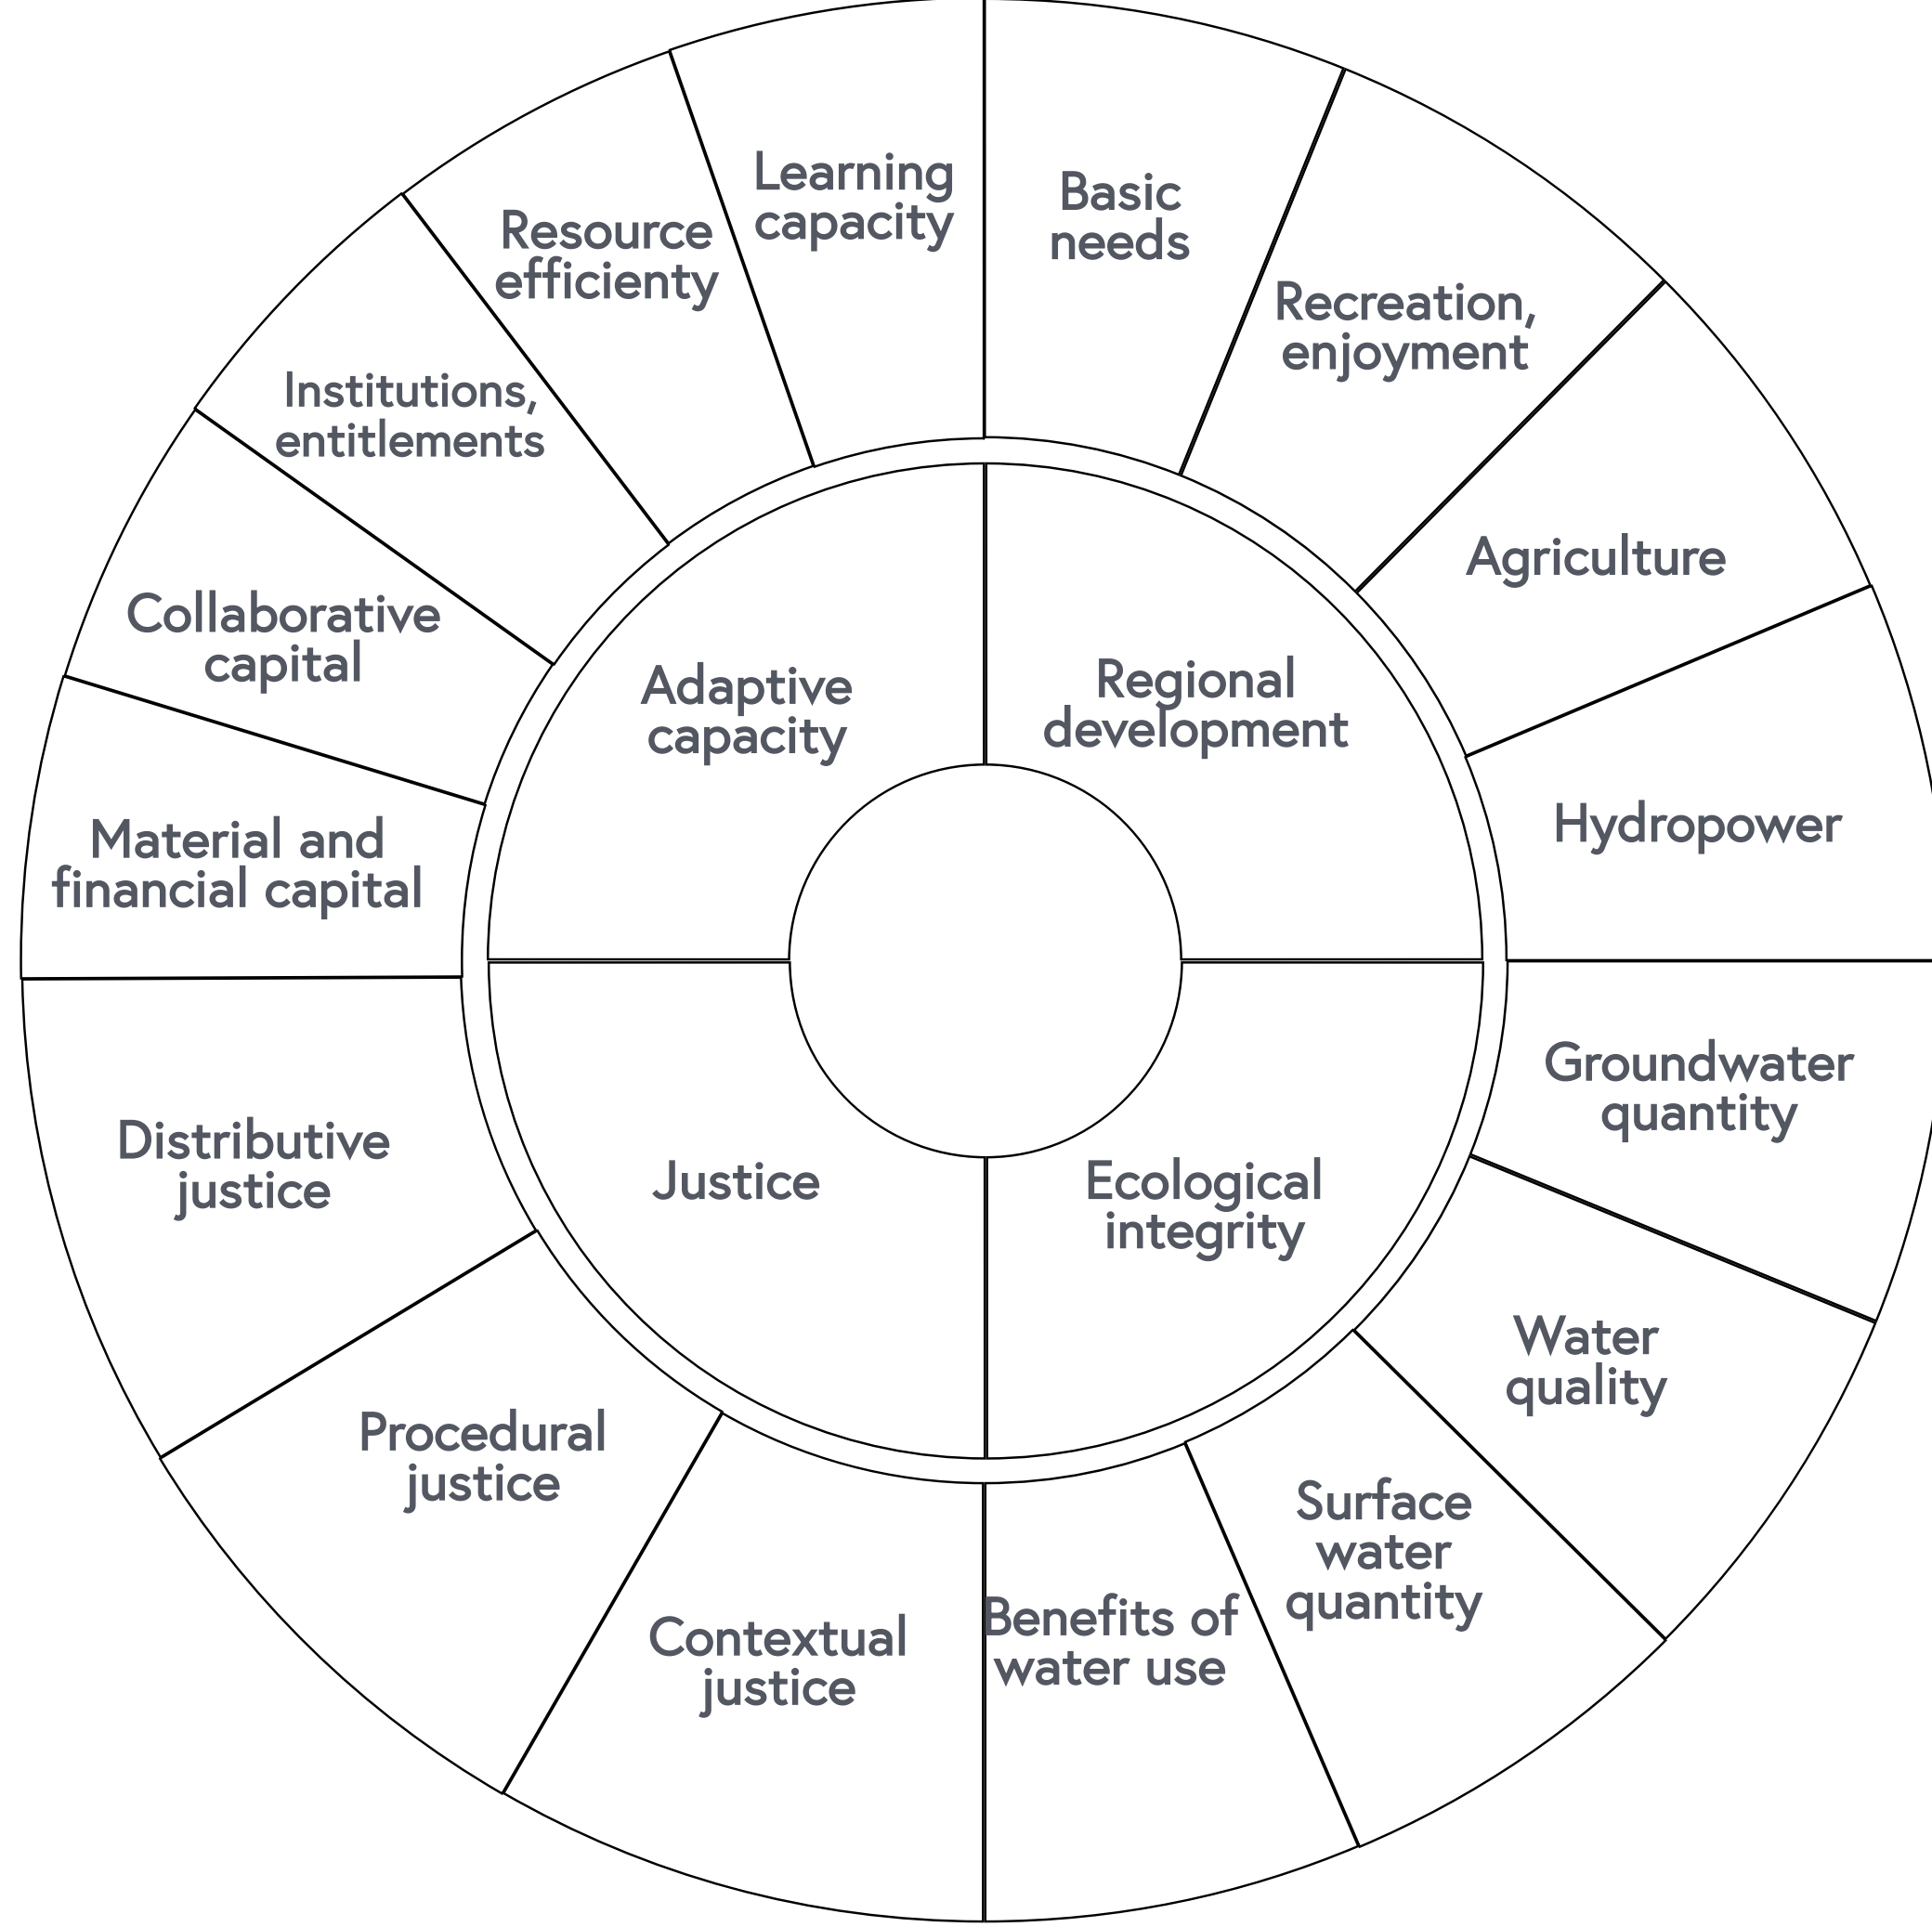 Learning
capacity
Basic
needs
Resource
efficienty
Recreation,
enjoyment
Institutions,
entitlements
Agriculture
Collaborative
capital
Adaptive
capacity
Regional
development
Material and
financial capital
Hydropower
Groundwater
quantity
Distributive
justice
Justice
Ecological
integrity
Water
quality
Procedural
justice
Surface
water
quantity
Contextual
justice
Benefits of
water use